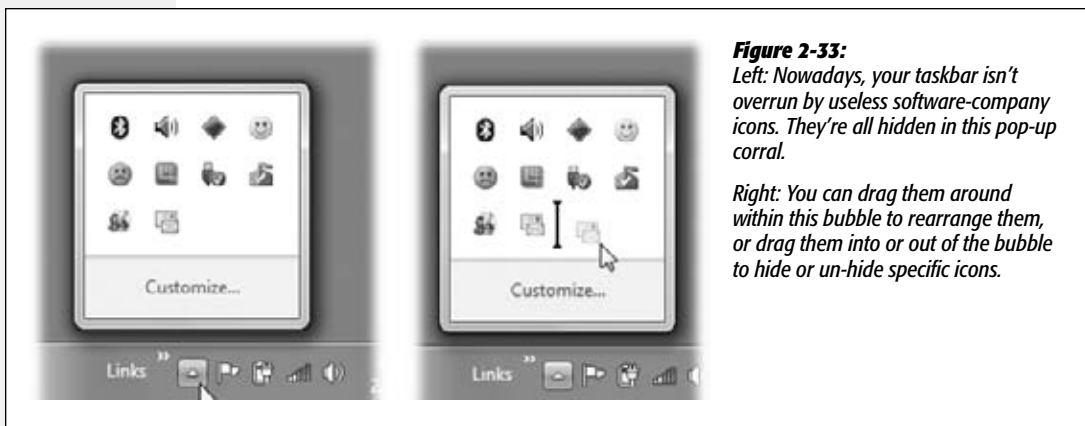 Customize...
Links
Customize...
Links
Figure 2-33:
Left: Nowadays, your taskbar isn’t
overrun by useless software-company
icons. They’re all hidden in this pop-up
corral.
Right: You can drag them around
within this bubble to rearrange them,
or drag them into or out of the bubble
to hide or un-hide specific icons.